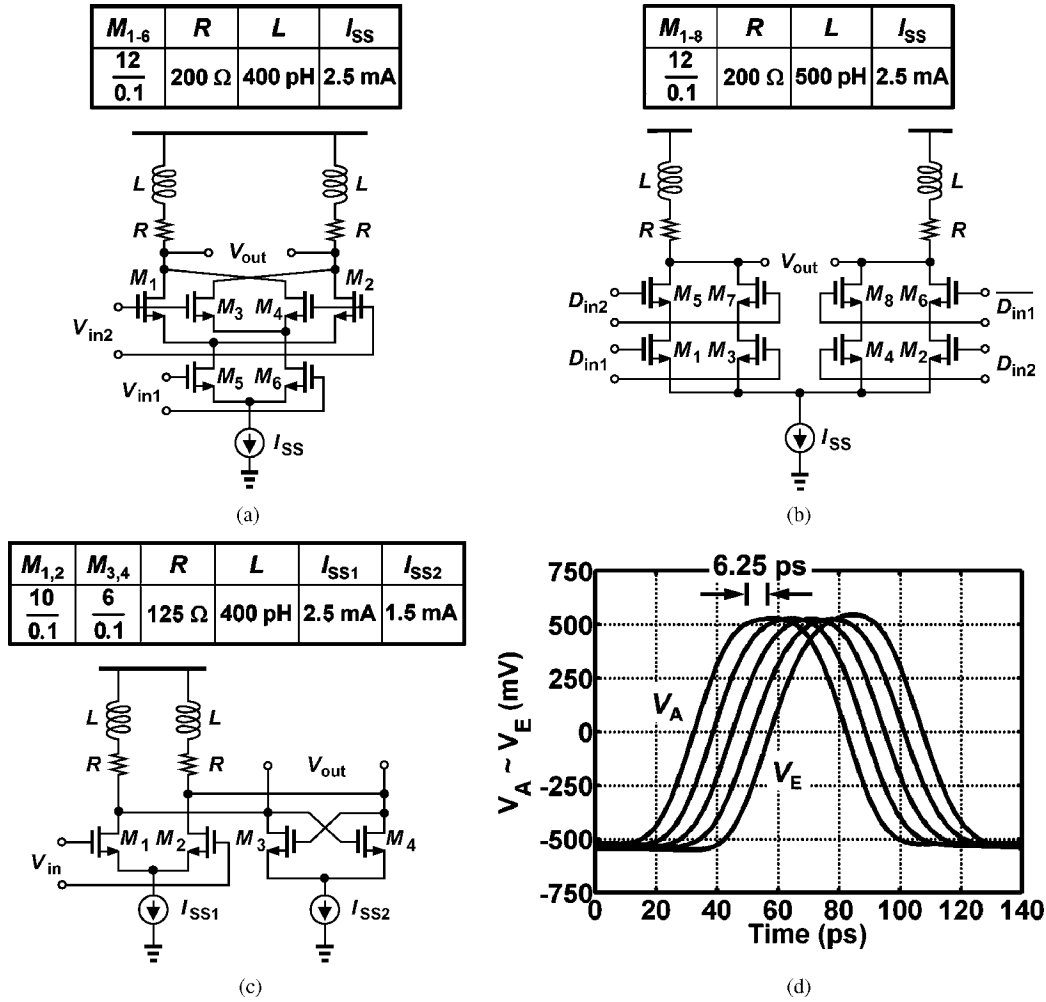 M1-6 R L ISS
12/0.1 200 Ω 400 pH 2.5 mA
L L
R R
Vout
M1 M2
M3 M4
Vin2
M5 M6
Vin1
ISS
(a)
M1-8 R L ISS
12/0.1 200 Ω 500 pH 2.5 mA
L L
R R
Vout
Din2 M5 M7 M8 M6 Din1
Din1 M1 M3 M4 M2 Din2
ISS
(b)
M1,2 M3,4 R L ISS1 ISS2
10/0.1 6/0.1 125 Ω 400 pH 2.5 mA 1.5 mA
L L
R R Vout
M1 M2 M3 M4
Vin
ISS1 ISS2
(c)
750
6.25 ps
500
250
VA
0
VE
-250
-500
-750
VA ~ VE (mV)
0 20 40 60 80 100 120 140
Time (ps)
(d)